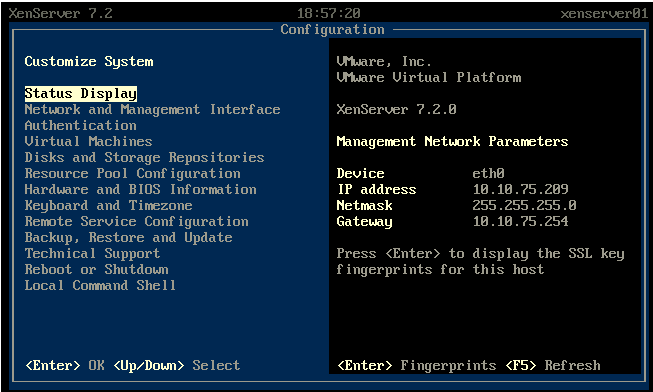 XenServer 7.2 18:57:20 xenserver01
Configuration
Customize System
Status Display
Network and Management Interface
Authentication
Virtual Machines
Disks and Storage Repositories
Resource Pool Configuration
Hardware and BIOS Information
Keyboard and Timezone
Remote Service Configuration
Backup, Restore and Update
Technical Support
Reboot or Shutdown
Local Command Shell
<Enter> OK <Up/Down> Select
VMware, Inc.
VMware Virtual Platform
XenServer 7.2.0
Management Network Parameters
Device eth0
IP address 10.10.75.209
Netmask 255.255.255.0
Gateway 10.10.75.254
Press <Enter> to display the SSL key
fingerprints for this host
<Enter> Fingerprints <F5> Refresh